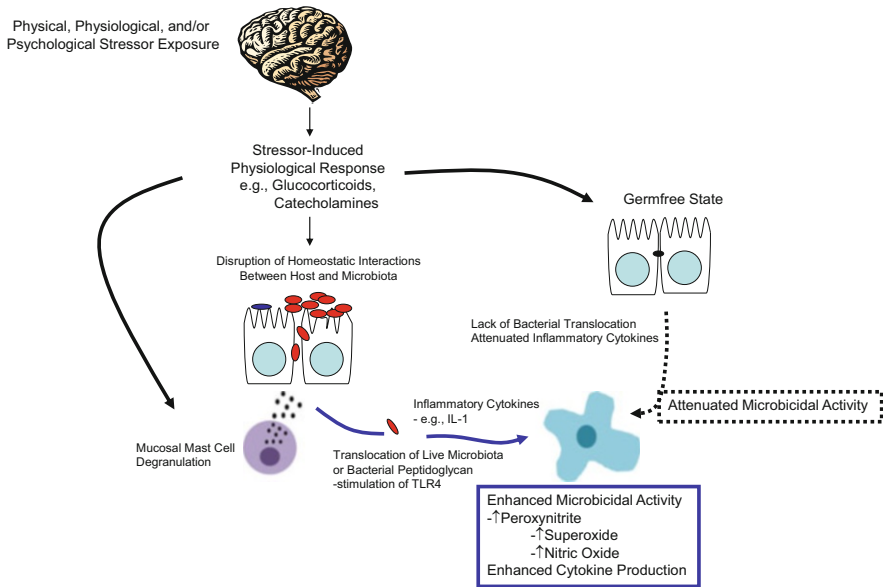 Physical, Physiological, and/or
Psychological Stressor Exposure
Stressor-Induced
Physiological Response
e.g., Glucocorticoids,
Catecholamines
Germfree State
Disruption of Homeostatic Interactions
Between Host and Microbiota
Lack of Bacterial Translocation
Attenuated Inflammatory Cytokines
Attenuated Microbicidal Activity
Inflammatory Cytokines
- e.g., IL-1
Mucosal Mast Cell
Degranulation
Translocation of Live Microbiota
or Bacterial Peptidoglycan
-stimulation of TLR4
Enhanced Microbicidal Activity
-↑Peroxynitrite
-↑Superoxide
-↑Nitric Oxide
Enhanced Cytokine Production